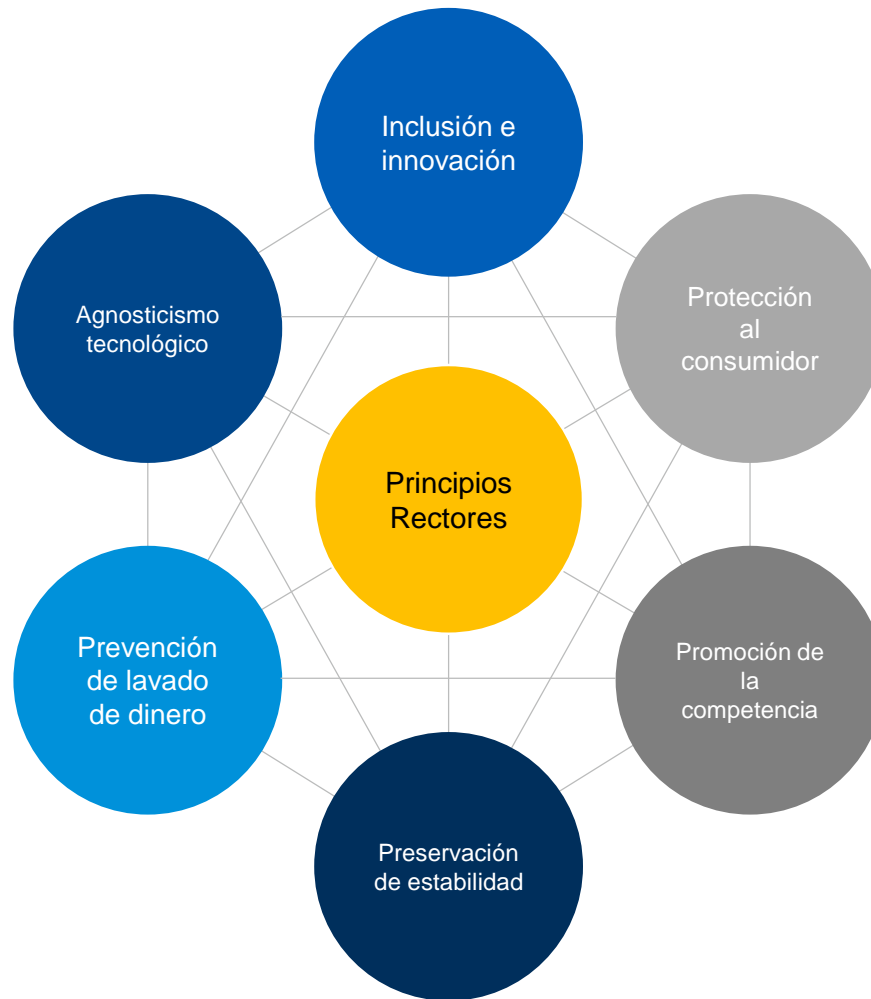 Inclusión e
innovación
Agnosticismo
tecnológico
Protección
al
consumidor
Principios
Rectores
Prevención
de lavado
de dinero
Promoción de
la
competencia
Preservación
de estabilidad